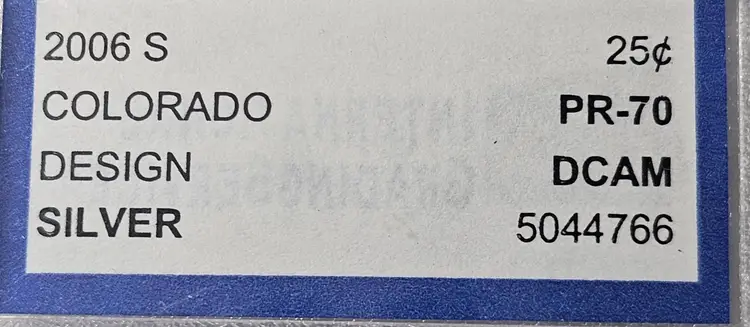 2006 S 25¢
COLORADO PR-70
DESIGN DCAM
SILVER 5044766